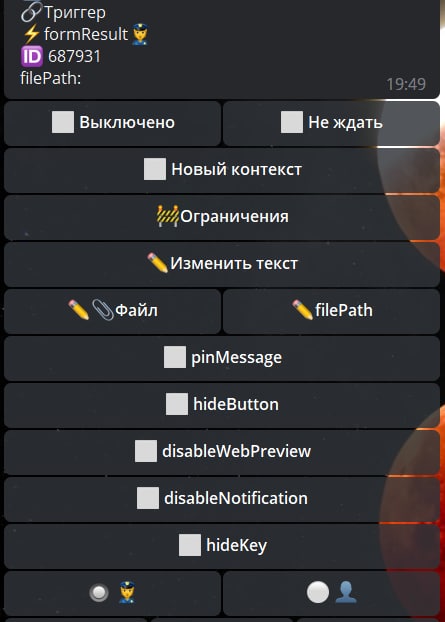 Триггер
formResult
ID 687931
filePath:
19:49
Выключено
Не ждать
Новый контекст
Ограничения
Изменить текст
Файл
filePath
pinMessage
hideButton
disableWebPreview
disableNotification
hideKey